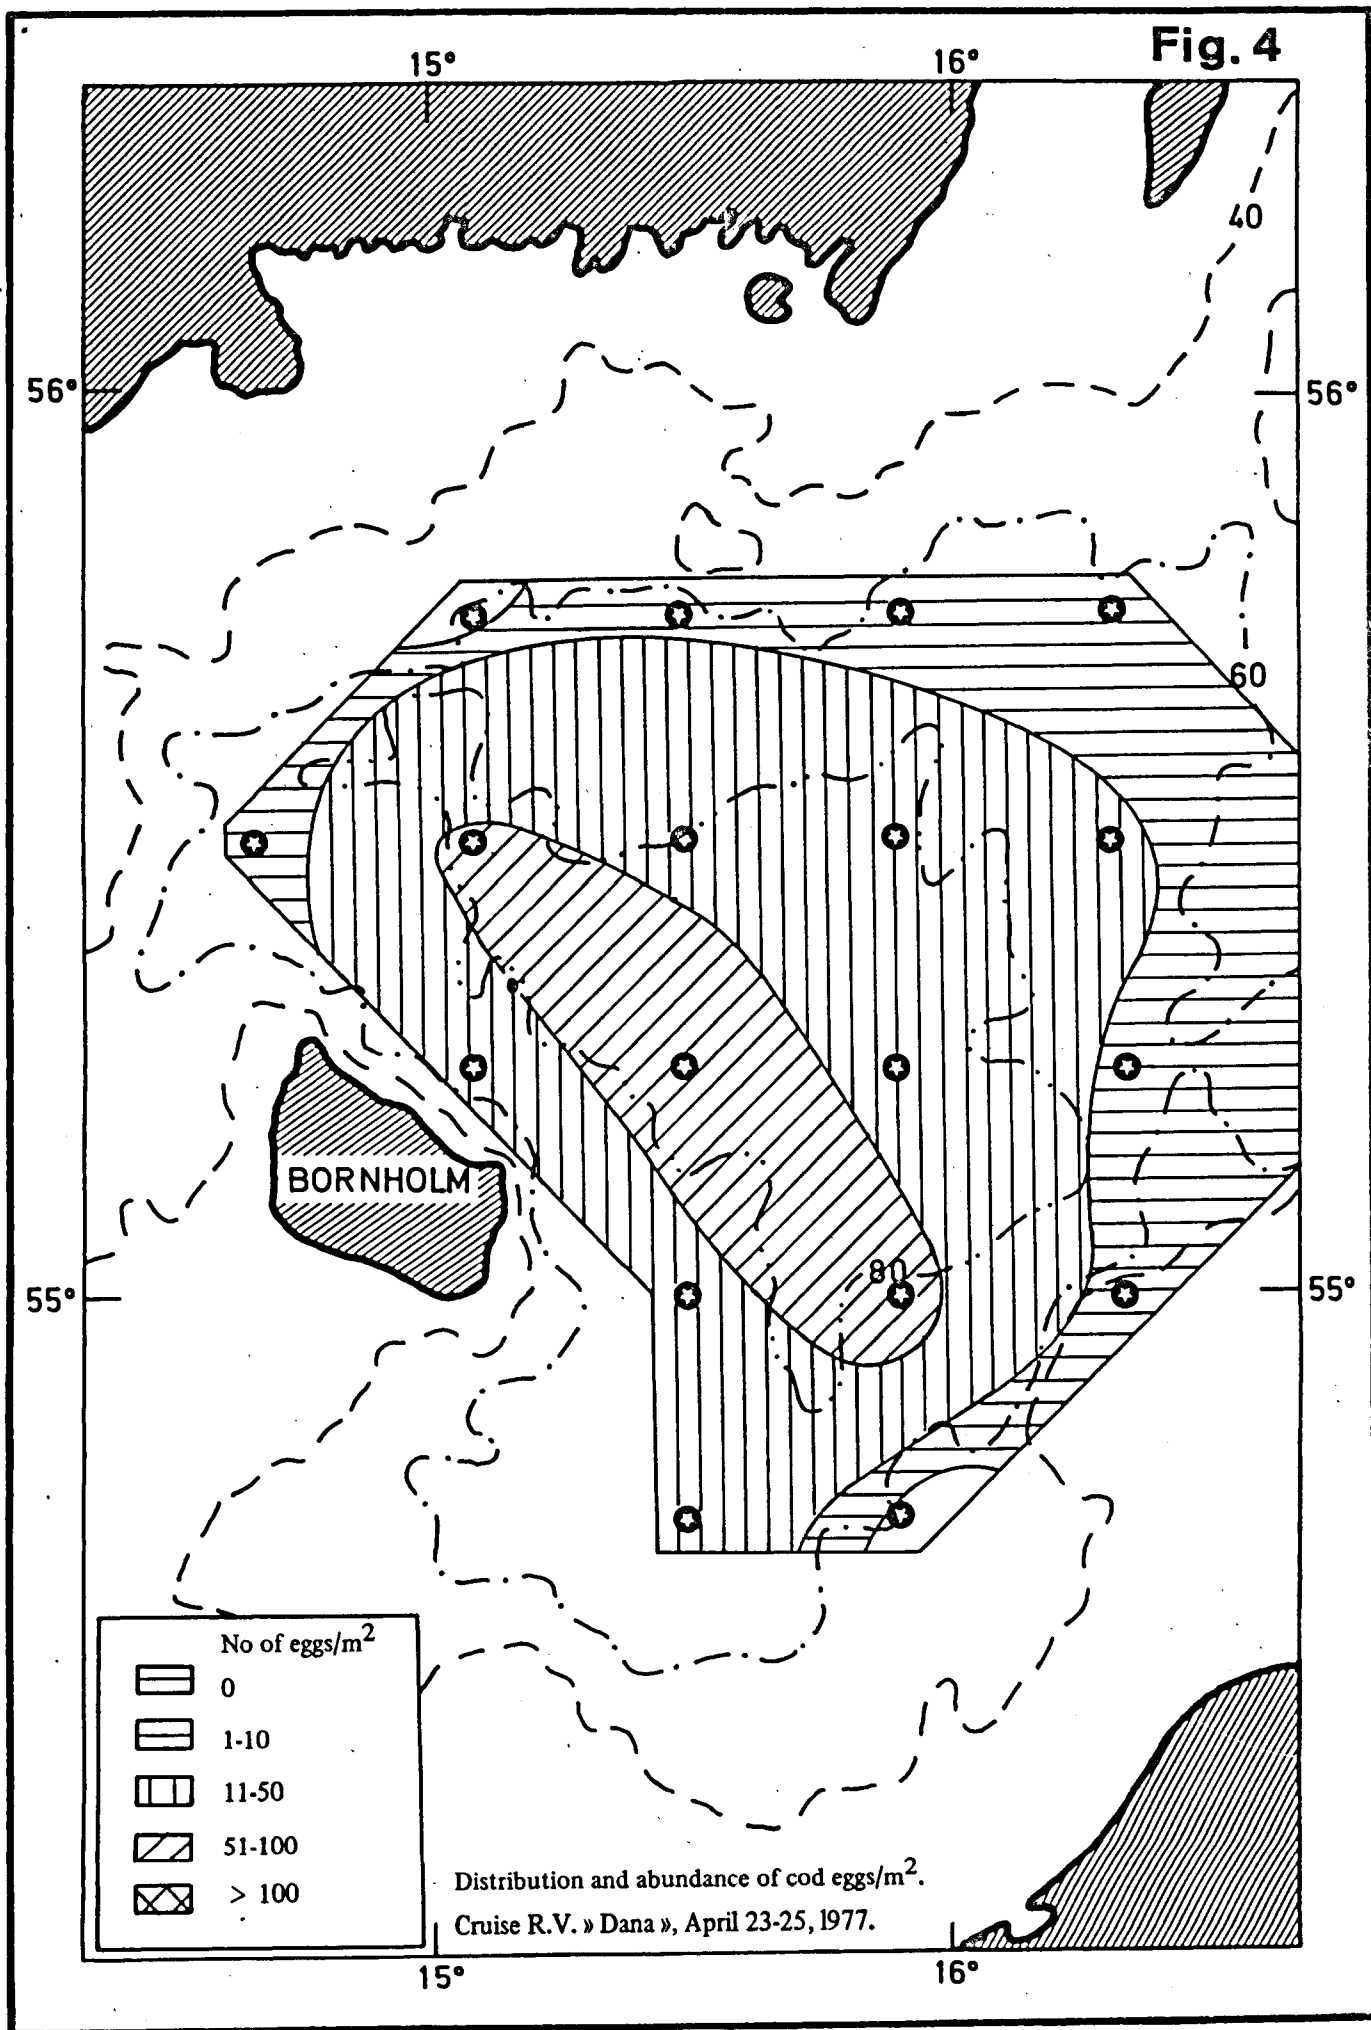 Fig. 4
15° 16°
40
56° 56°
60
BORNHOLM
80
55° 55°
No of eggs/m²
0
1-10
11-50
51-100
> 100
Distribution and abundance of cod eggs/m².
Cruise R.V. » Dana », April 23-25, 1977.
15° 16°